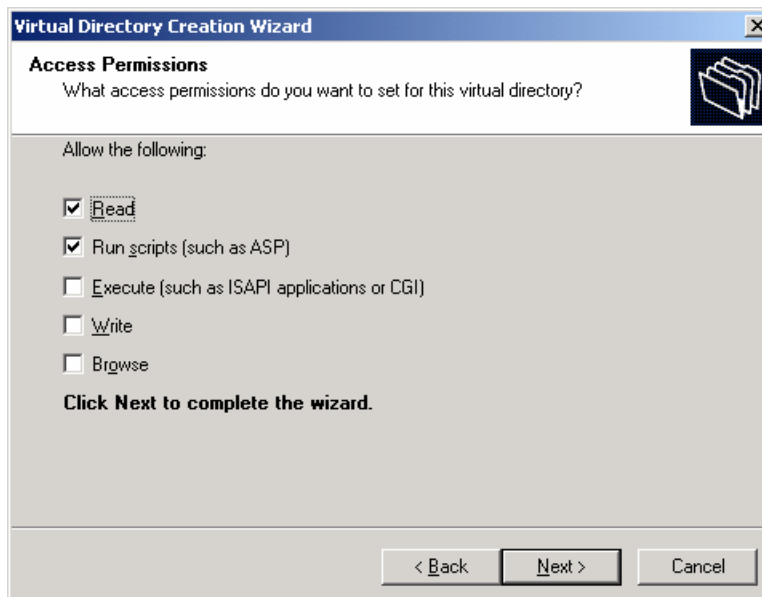 Virtual Directory Creation Wizard
Access Permissions
What access permissions do you want to set for this virtual directory?
Allow the following:
Read
Run scripts (such as ASP)
Execute (such as ISAPI applications or CGI)
Write
Browse
Click Next to complete the wizard.
< Back Next > Cancel